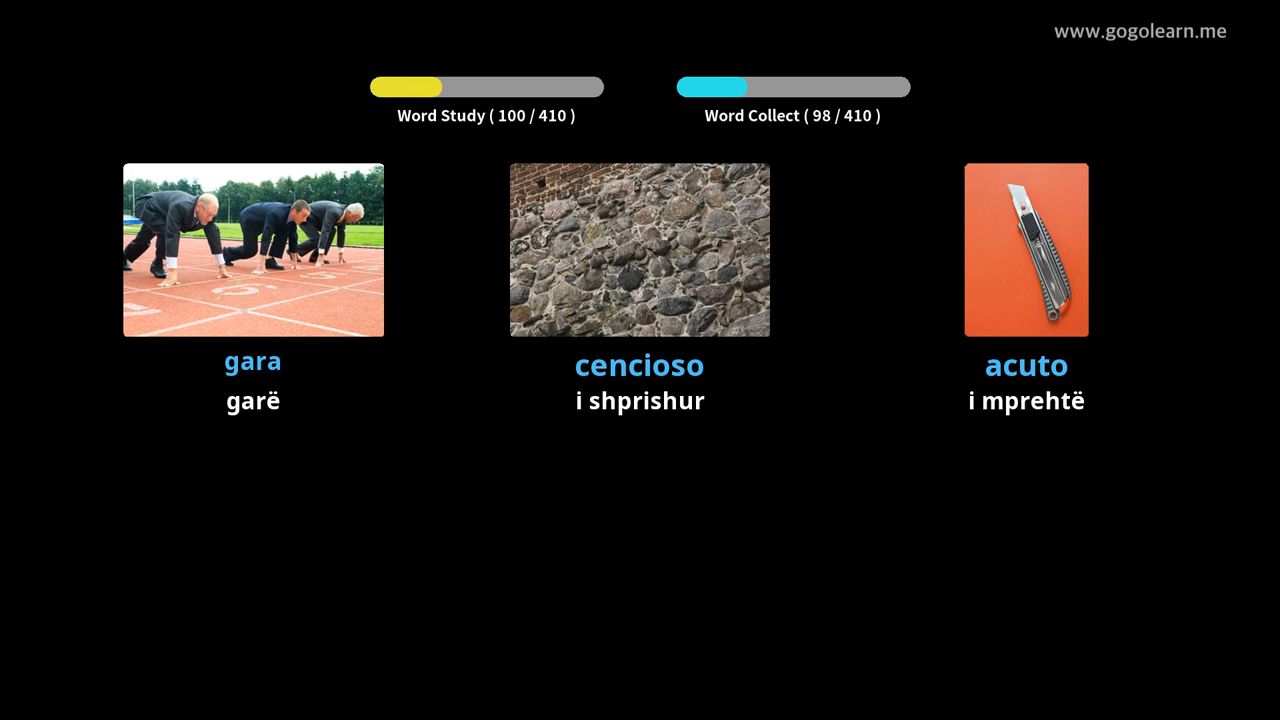 www.gogolearn.me
Word Study ( 100 / 410 )
Word Collect ( 98 / 410 )
gara
garë
cencioso
i shprishur
acuto
i mprehtë